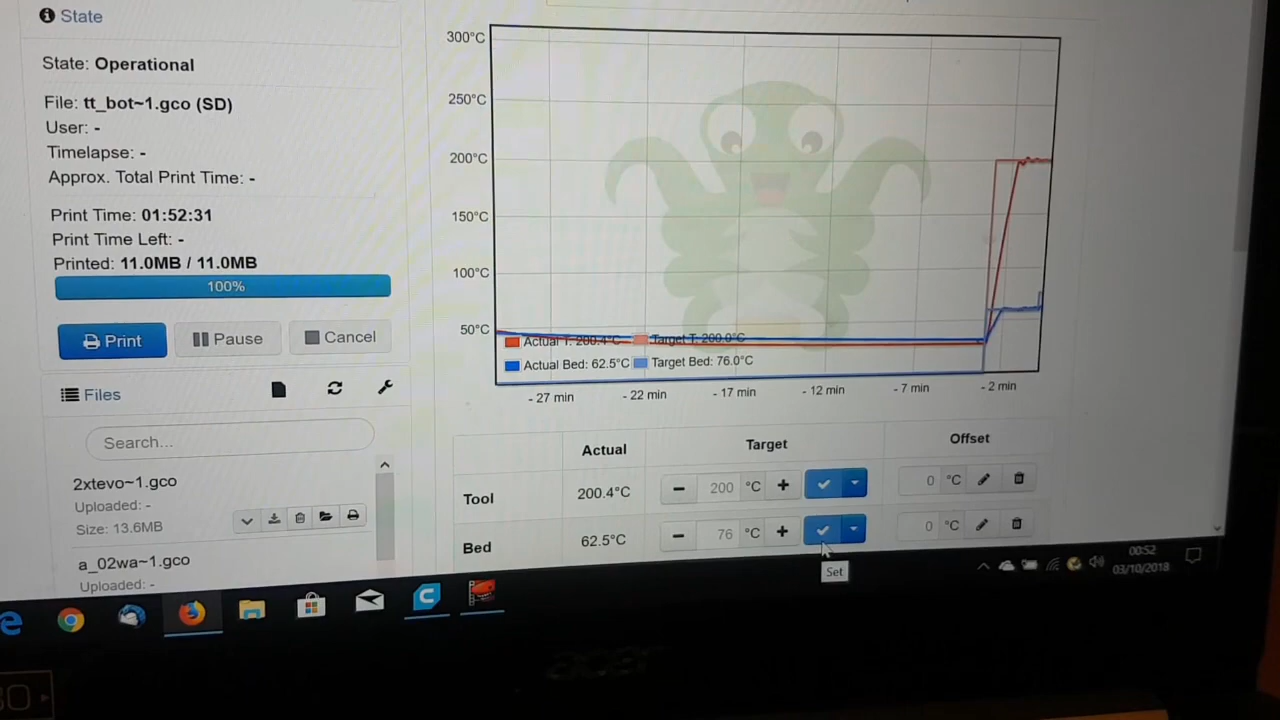 State
State: Operational
File: tt_bot~1.gco (SD)
User: -
Timelapse: -
Approx. Total Print Time: -
Print Time: 01:52:31
Print Time Left: -
Printed: 11.0MB / 11.0MB
100%
Print Pause Cancel
Files
Search...
2xtevo~1.gco
Uploaded: -
Size: 13.6MB
a_02wa~1.gco
Uploaded: -
300°C
250°C
200°C
150°C
100°C
50°C
Actual T: 200.4°C Target T: 200.0°C
Actual Bed: 62.5°C Target Bed: 76.0°C
- 27 min - 22 min - 17 min - 12 min - 7 min - 2 min
Actual Target Offset
Tool 200.4°C 200 °C 0 °C
Bed 62.5°C 76 °C 0 °C
Set
00:52
03/10/2018
acer